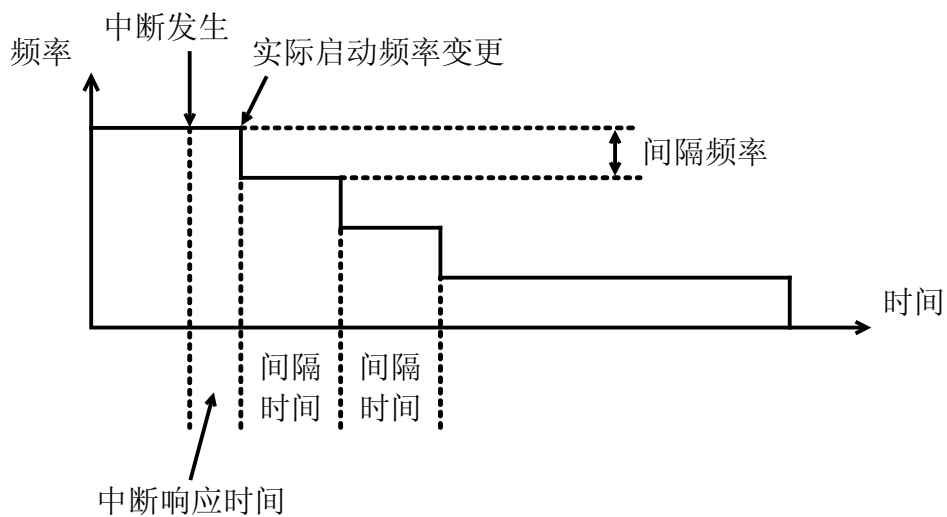 中断发生
频率
实际启动频率变更
间隔频率
时间
间隔
时间
间隔
时间
中断响应时间